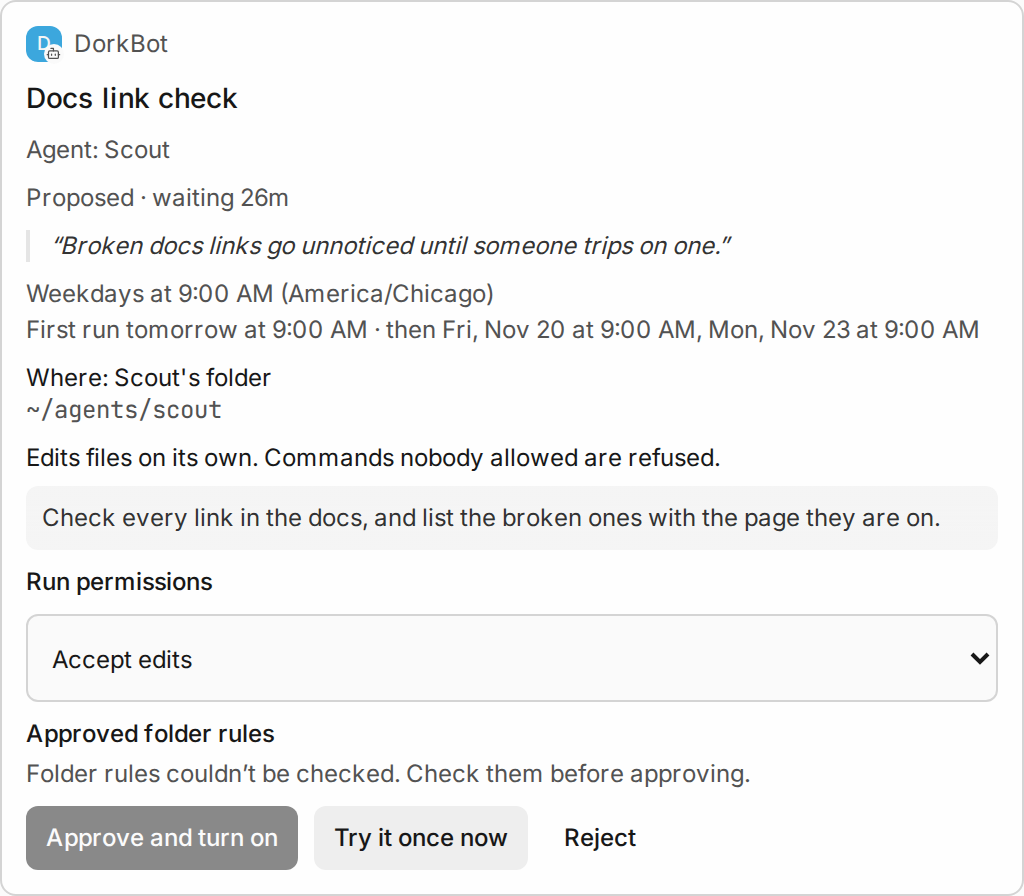 D
DorkBot
Docs link check
Agent: Scout
Proposed · waiting 26m
“Broken docs links go unnoticed until someone trips on one.”
Weekdays at 9:00 AM (America/Chicago)
First run tomorrow at 9:00 AM · then Fri, Nov 20 at 9:00 AM, Mon, Nov 23 at 9:00 AM
Where: Scout's folder
~/agents/scout
Edits files on its own. Commands nobody allowed are refused.
Check every link in the docs, and list the broken ones with the page they are on.
Run permissions
Accept edits
Approved folder rules
Folder rules couldn’t be checked. Check them before approving.
Approve and turn on
Try it once now
Reject